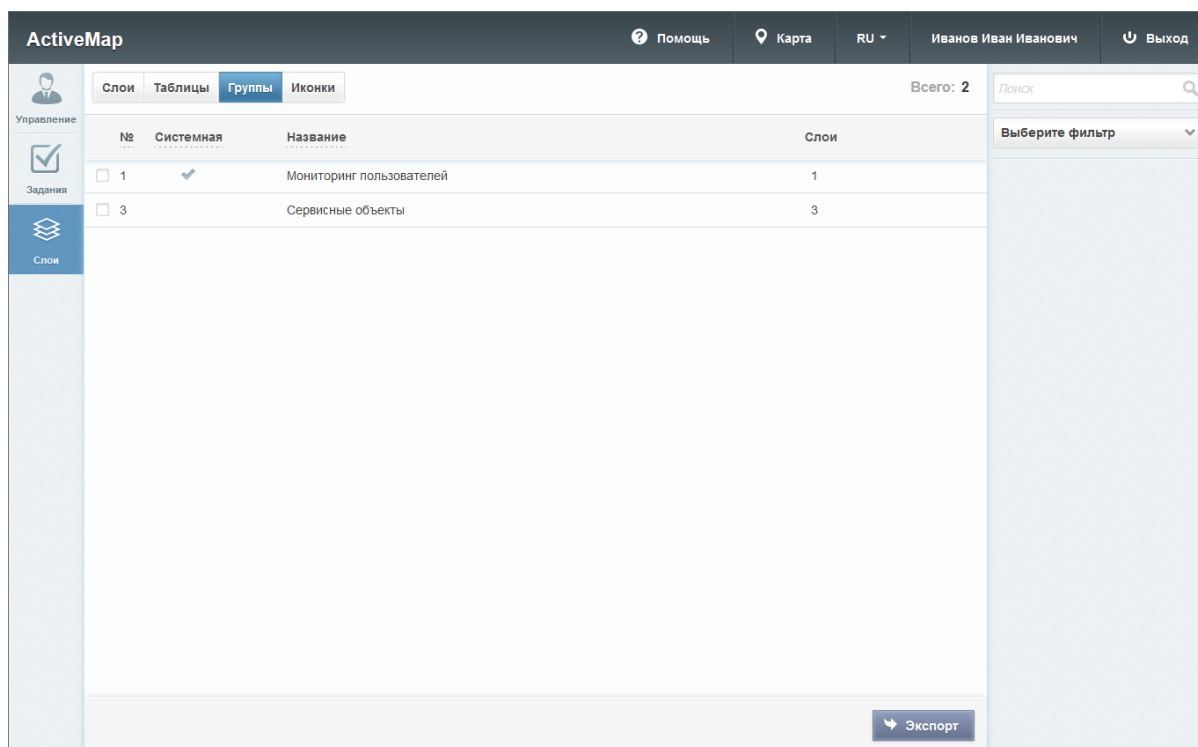 ActiveMap Помощь Карта RU Иванов Иван Иванович Выход
Управление
Задания
Слои
Слои Таблицы Группы Иконки Всего: 2
№ Системная Название Слои
1 Мониторинг пользователей 1
3 Сервисные объекты 3
Экспорт
Поиск
Выберите фильтр